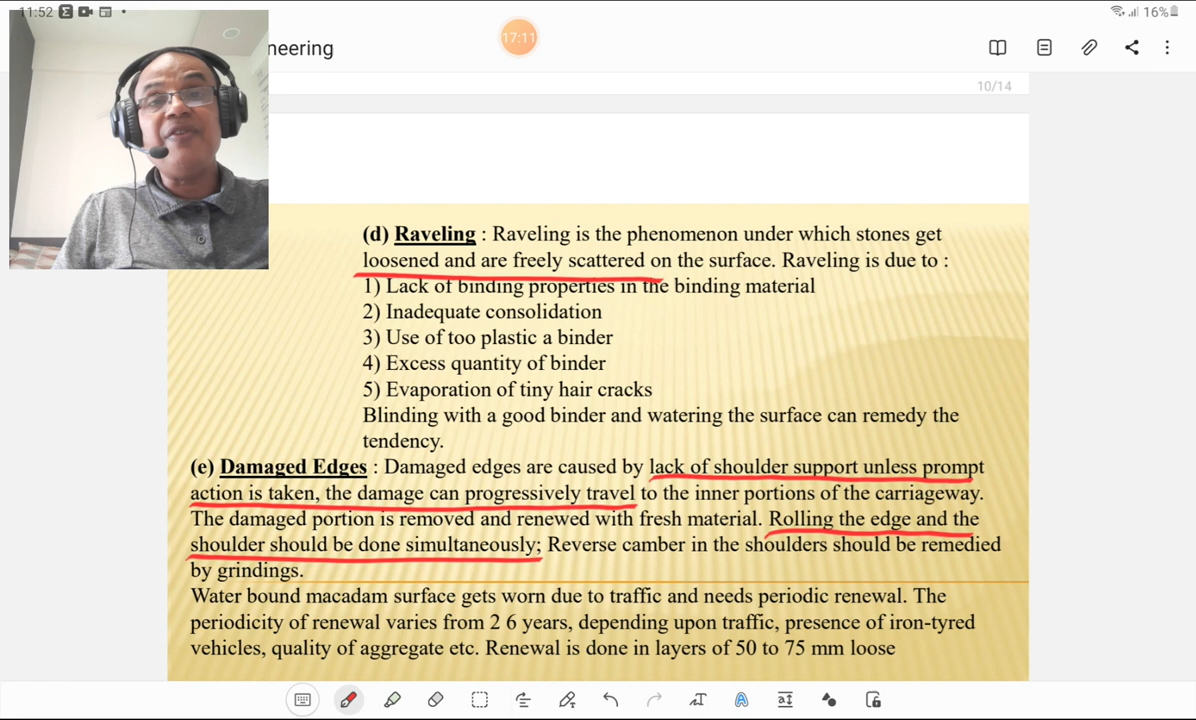 11:52
16%
neering
17:11
10/14
(d) Raveling : Raveling is the phenomenon under which stones get
loosened and are freely scattered on the surface. Raveling is due to :
1) Lack of binding properties in the binding material
2) Inadequate consolidation
3) Use of too plastic a binder
4) Excess quantity of binder
5) Evaporation of tiny hair cracks
Blinding with a good binder and watering the surface can remedy the
tendency.
(e) Damaged Edges : Damaged edges are caused by lack of shoulder support unless prompt
action is taken, the damage can progressively travel to the inner portions of the carriageway.
The damaged portion is removed and renewed with fresh material. Rolling the edge and the
shoulder should be done simultaneously; Reverse camber in the shoulders should be remedied
by grindings.
Water bound macadam surface gets worn due to traffic and needs periodic renewal. The
periodicity of renewal varies from 2 6 years, depending upon traffic, presence of iron-tyred
vehicles, quality of aggregate etc. Renewal is done in layers of 50 to 75 mm loose